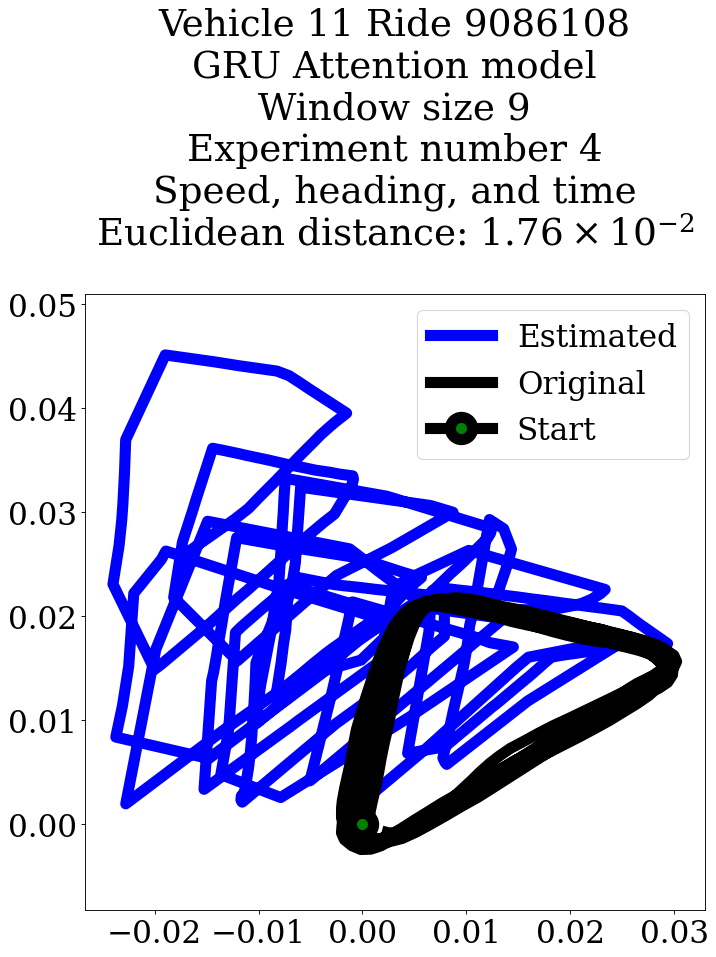 Vehicle 11 Ride 9086108
GRU Attention model
Window size 9
Experiment number 4
Speed, heading, and time
Euclidean distance: 1.76 × 10⁻²
0.05
0.04
0.03
0.02
0.01
0.00
Estimated
Original
Start
−0.02 −0.01 0.00 0.01 0.02 0.03